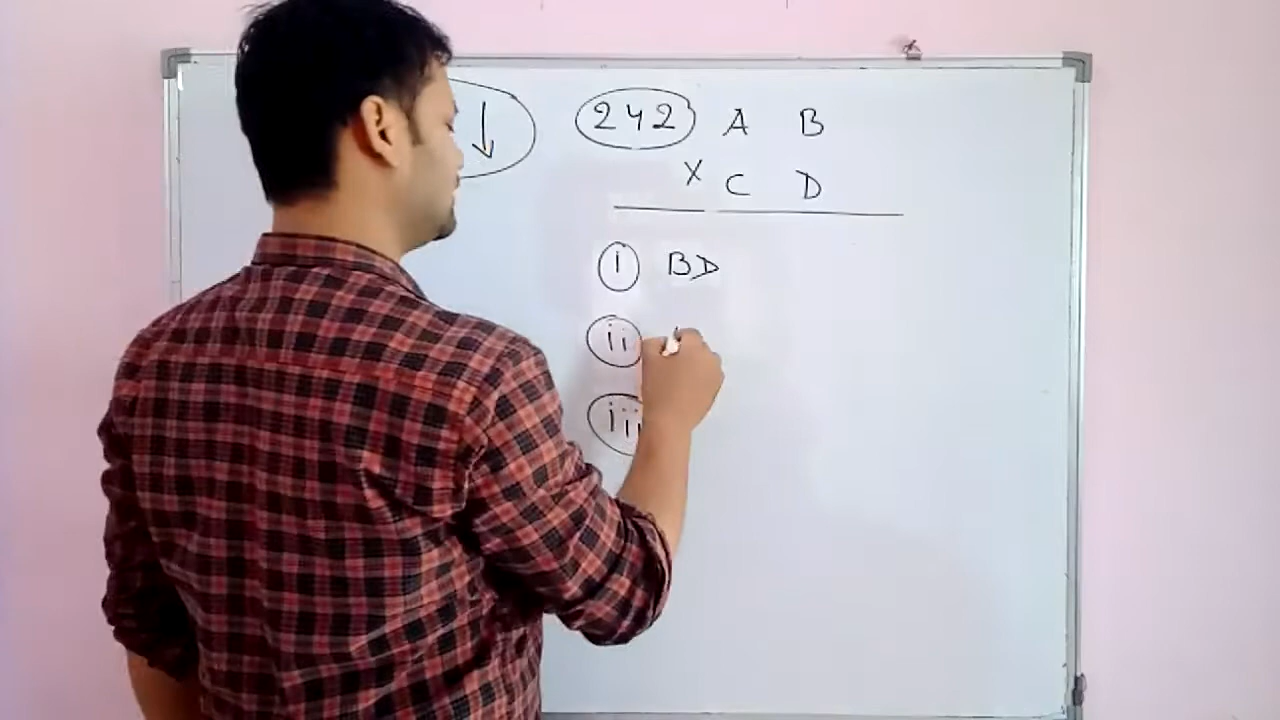 ↓ 242 A B
X C D
i BD
ii
iii